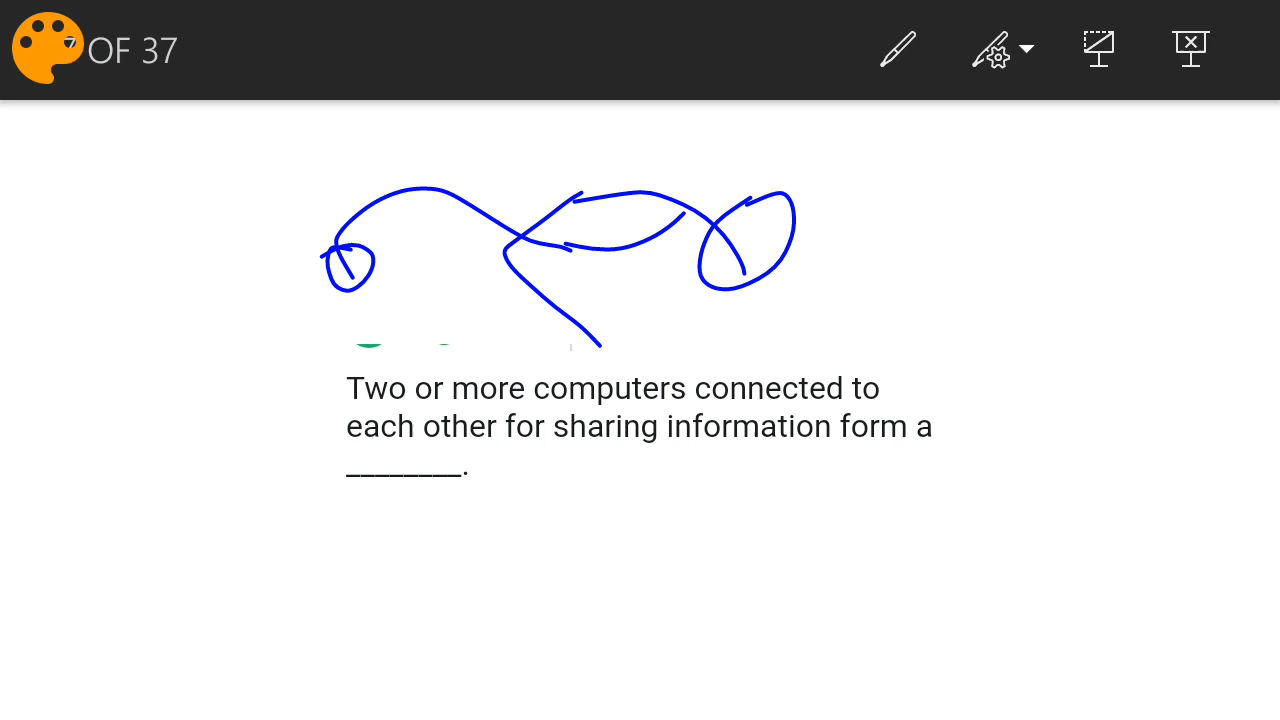 7 OF 37
Two or more computers connected to
each other for sharing information form a
________.